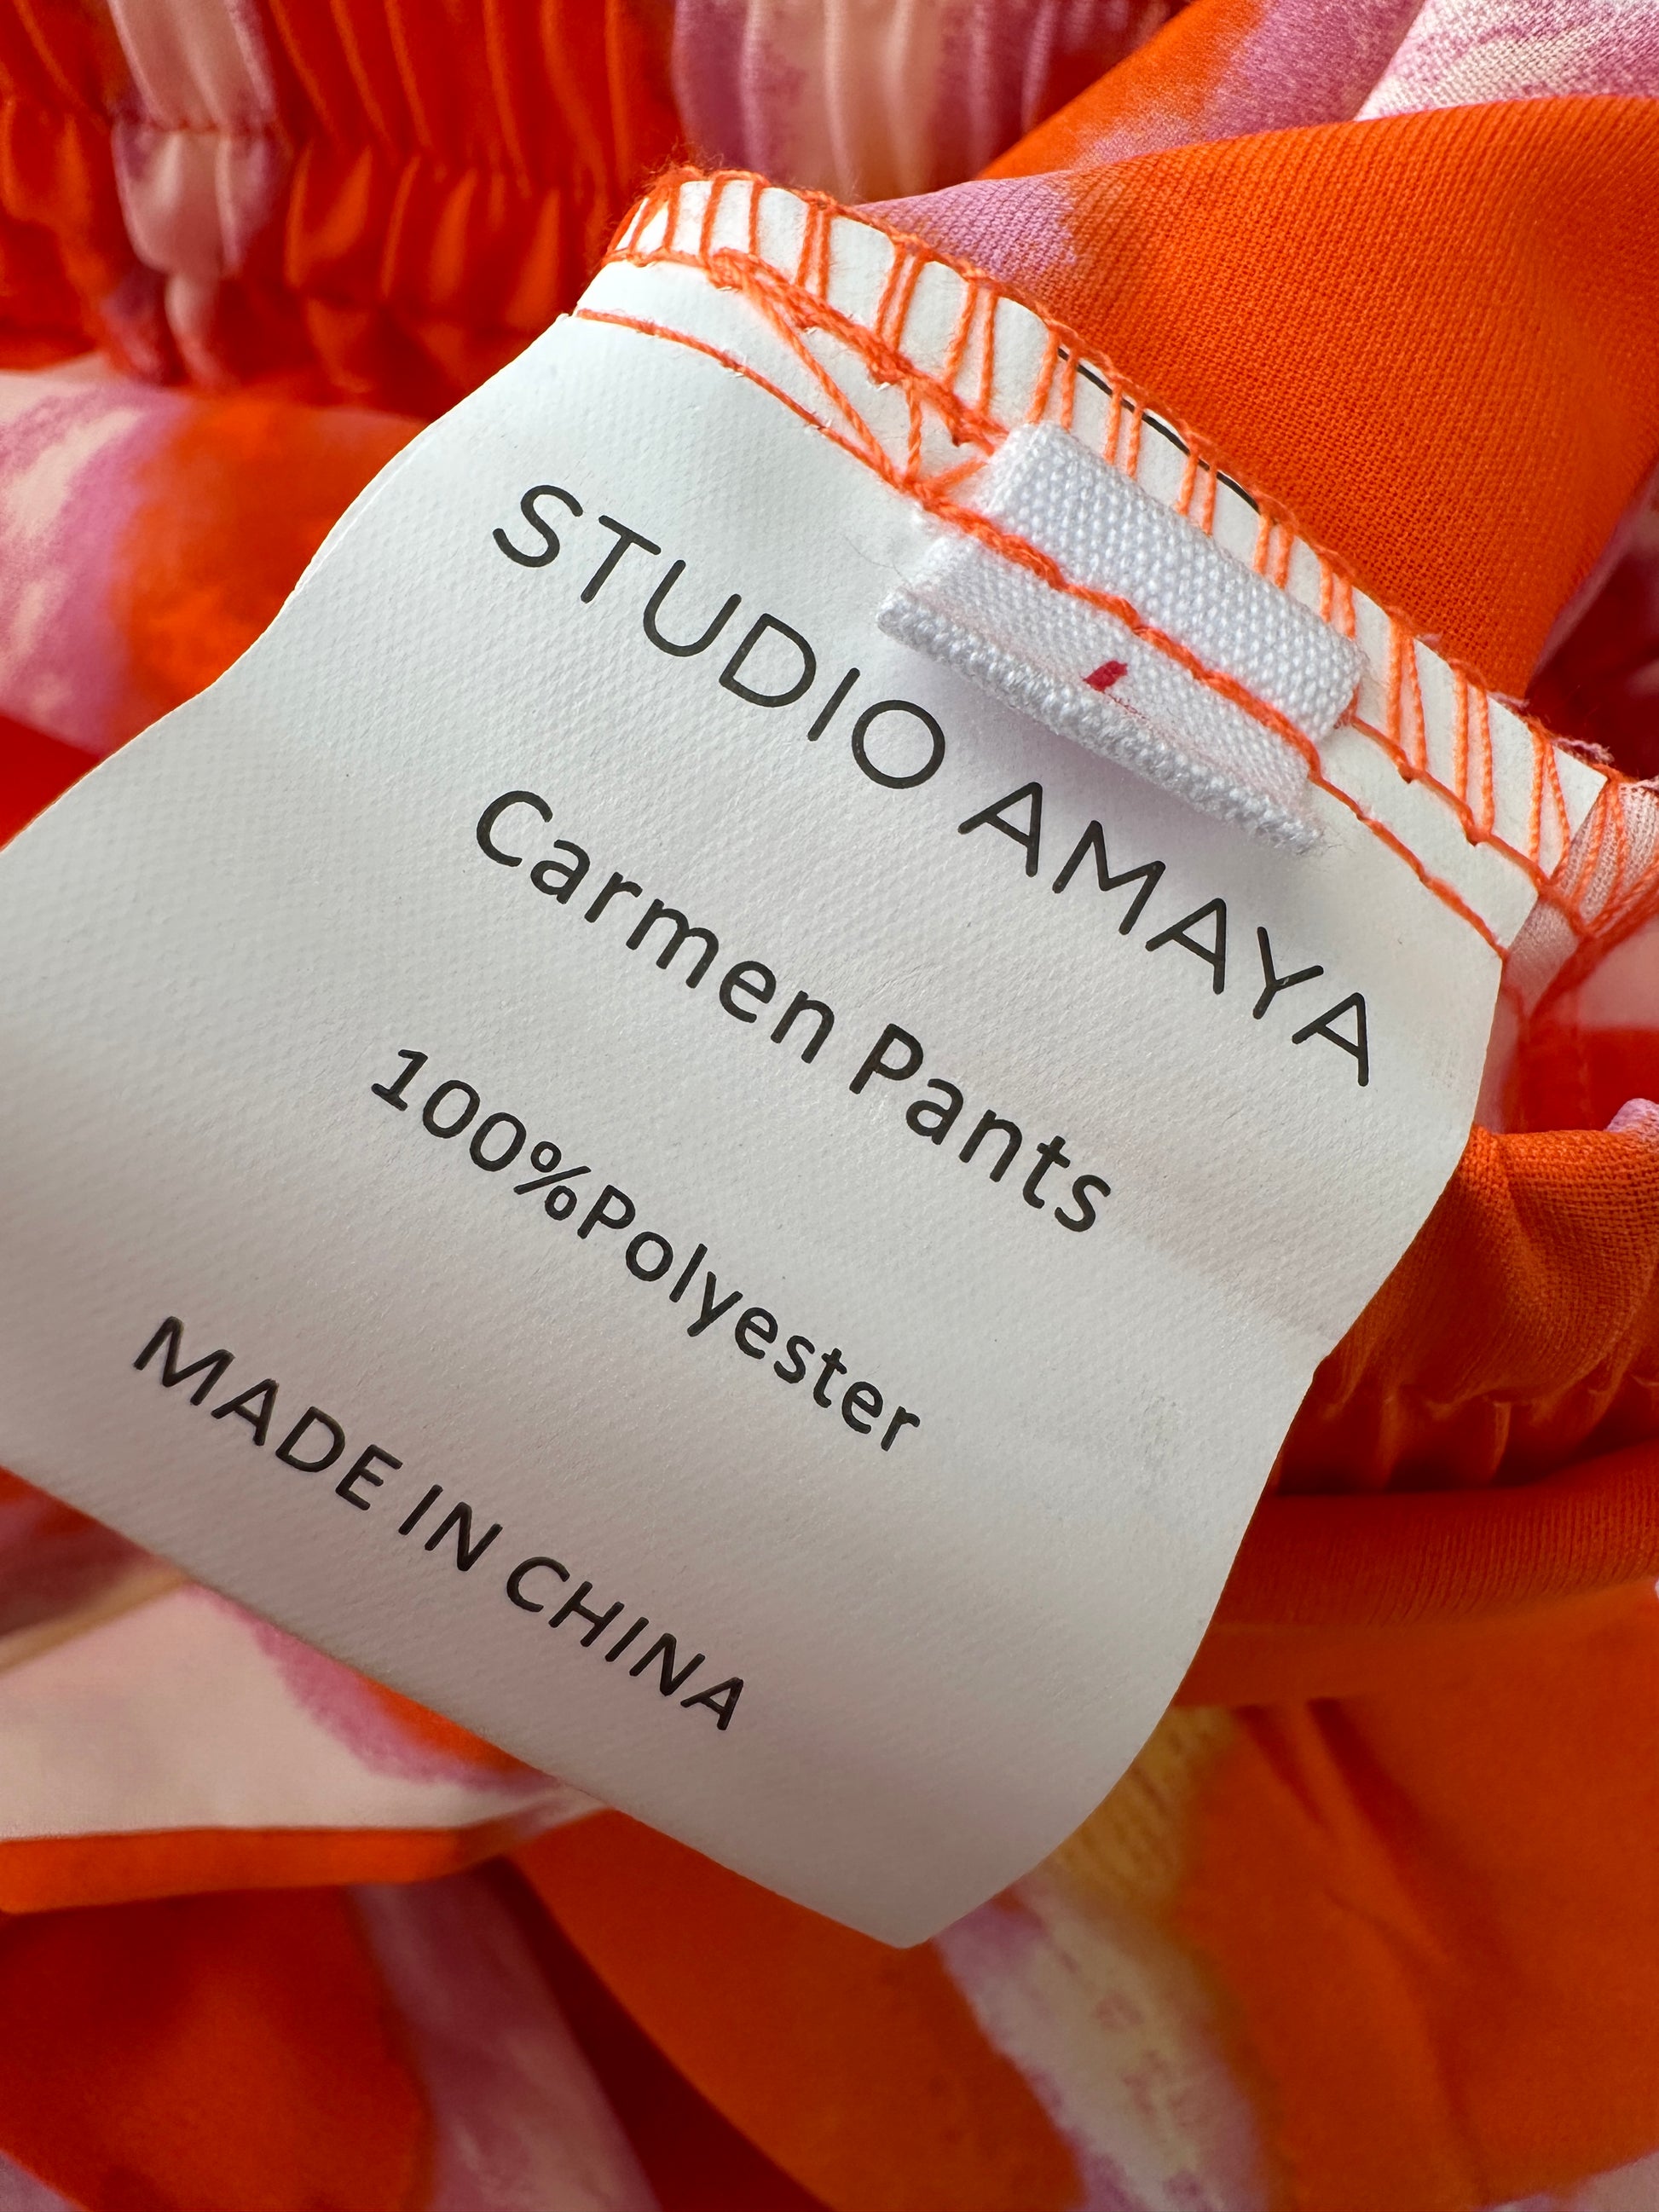 STUDIO AMAYA
Carmen Pants
100%Polyester
MADE IN CHINA